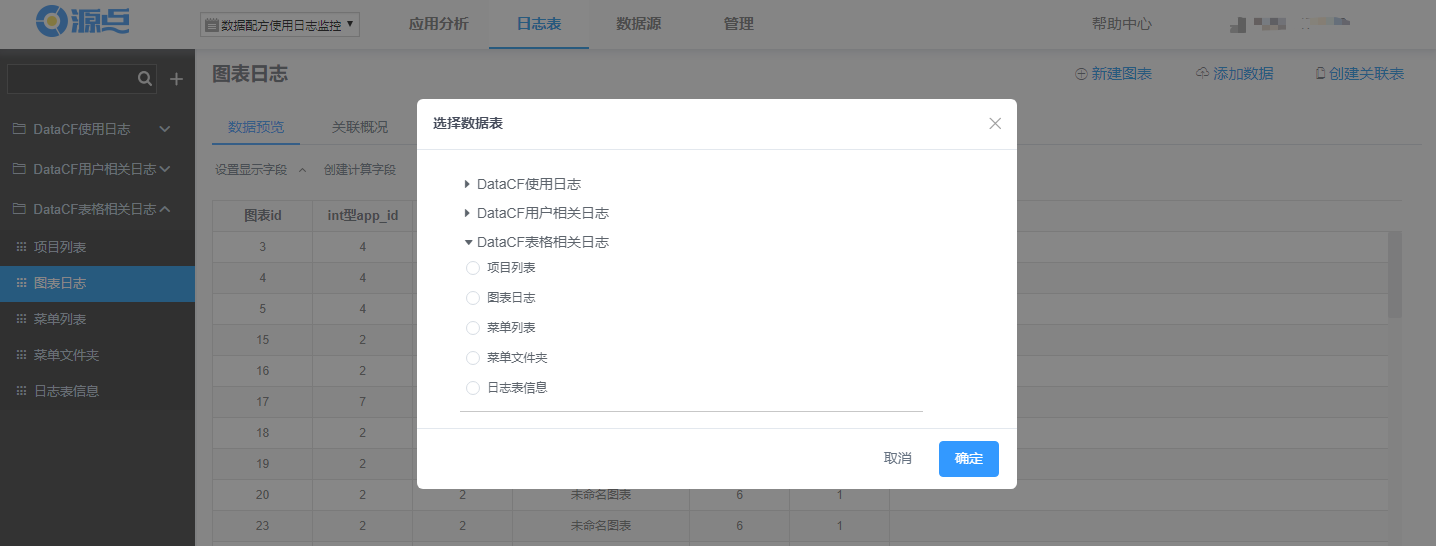 源点
数据配方使用日志监控
应用分析
日志表
数据源
管理
帮助中心
图表日志
新建图表
添加数据
创建关联表
DataCF使用日志
DataCF用户相关日志
DataCF表格相关日志
项目列表
图表日志
菜单列表
菜单文件夹
日志表信息
数据预览
关联概况
设置显示字段
创建计算字段
图表id int型app_id
3 4
4 4
5 4
15 2
16 2
17 7
18 2
19 2
20 2 2 未命名图表 6 1
23 2 2 未命名图表 6 1
选择数据表
DataCF使用日志
DataCF用户相关日志
DataCF表格相关日志
项目列表
图表日志
菜单列表
菜单文件夹
日志表信息
取消
确定